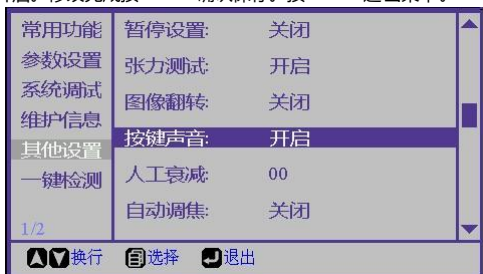 常用功能
参数设置
系统调试
维护信息
其他设置
一键检测
1/2
暂停设置: 关闭
张力测试: 开启
图像翻转: 关闭
按键声音: 开启
人工衰减: 00
自动调焦: 关闭
换行 选择 退出